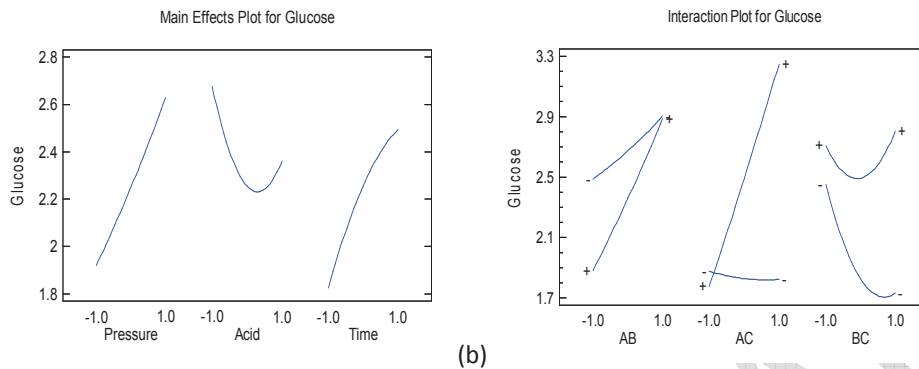 Main Effects Plot for Glucose
2.8
2.6
2.4
2.2
2
1.8
Glucose
-1.0 1.0
Pressure
-1.0 1.0
Acid
-1.0 1.0
Time
(b)
Interaction Plot for Glucose
3.3
2.9
2.5
2.1
1.7
Glucose
- + + +
- + - -
+ - + -
-1.0 1.0
AB
-1.0 1.0
AC
-1.0 1.0
BC